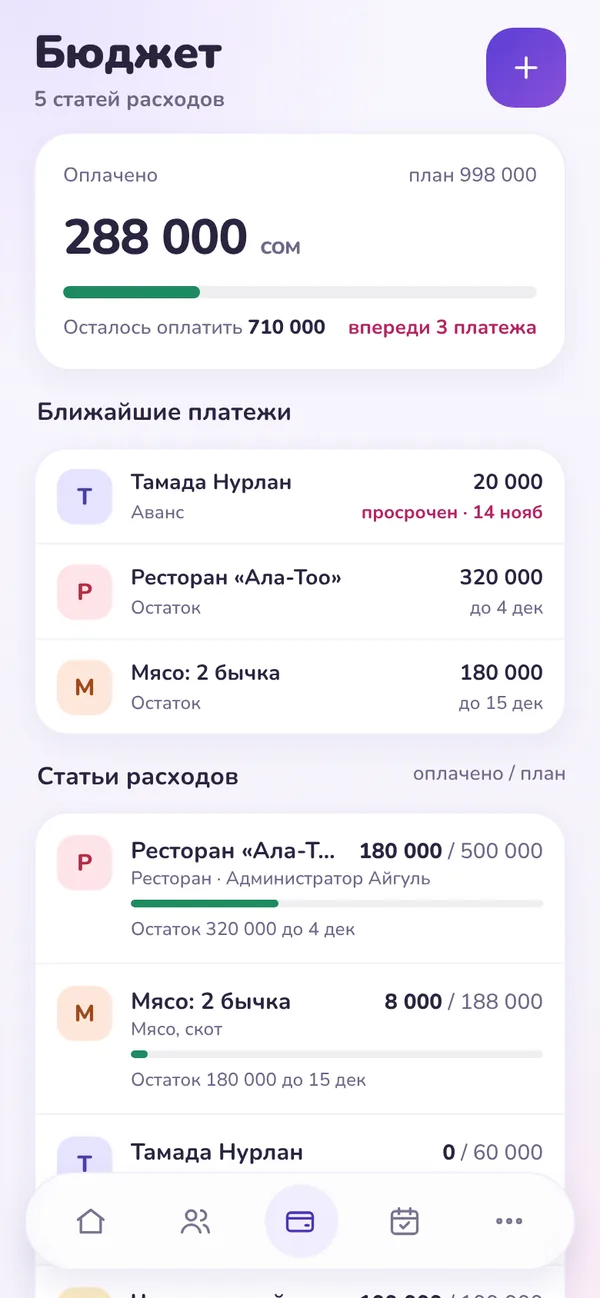 Бюджет
5 статей расходов
Оплачено план 998 000
288 000 сом
Осталось оплатить 710 000 впереди 3 платежа
Ближайшие платежи
Т Тамада Нурлан 20 000
Аванс просрочен · 14 нояб
Р Ресторан «Ала-Тоо» 320 000
Остаток до 4 дек
М Мясо: 2 бычка 180 000
Остаток до 15 дек
Статьи расходов оплачено / план
Р Ресторан «Ала-Т... 180 000 / 500 000
Ресторан · Администратор Айгуль
Остаток 320 000 до 4 дек
М Мясо: 2 бычка 8 000 / 188 000
Мясо, скот
Остаток 180 000 до 15 дек
Т Тамада Нурлан 0 / 60 000